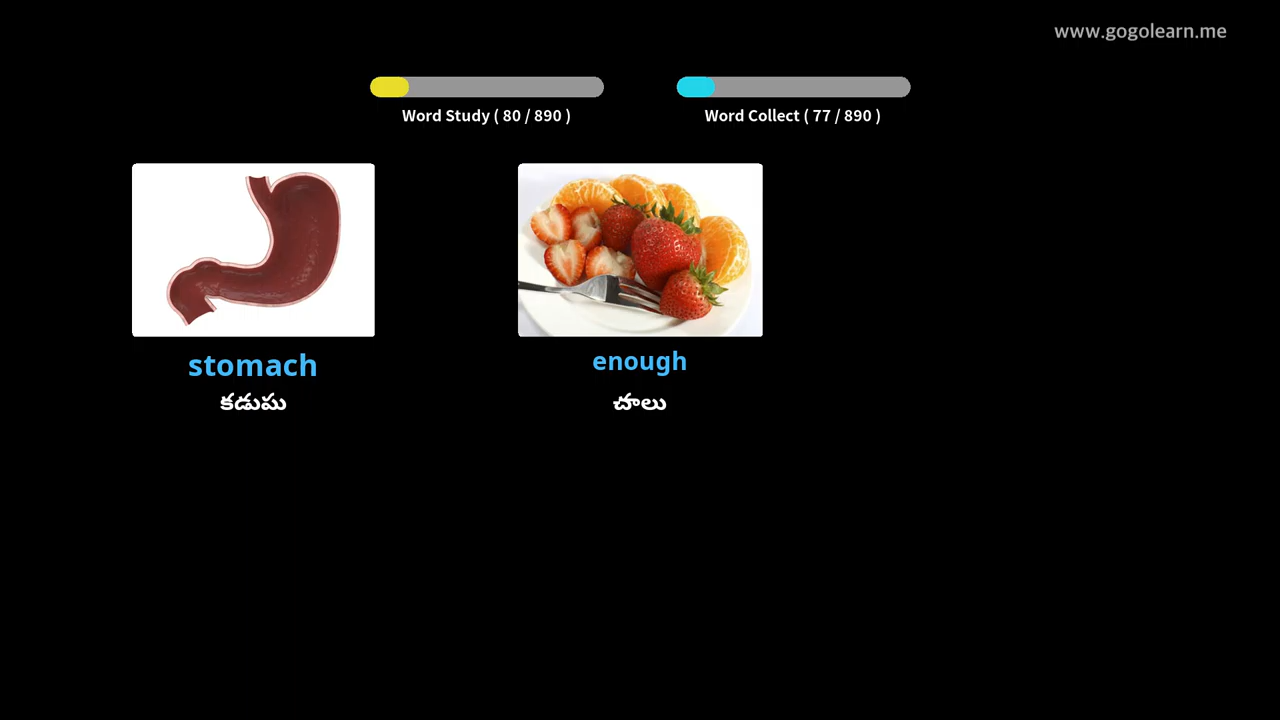 www.gogolearn.me
Word Study ( 80 / 890 )
Word Collect ( 77 / 890 )
stomach
కడుపు
enough
చాలు